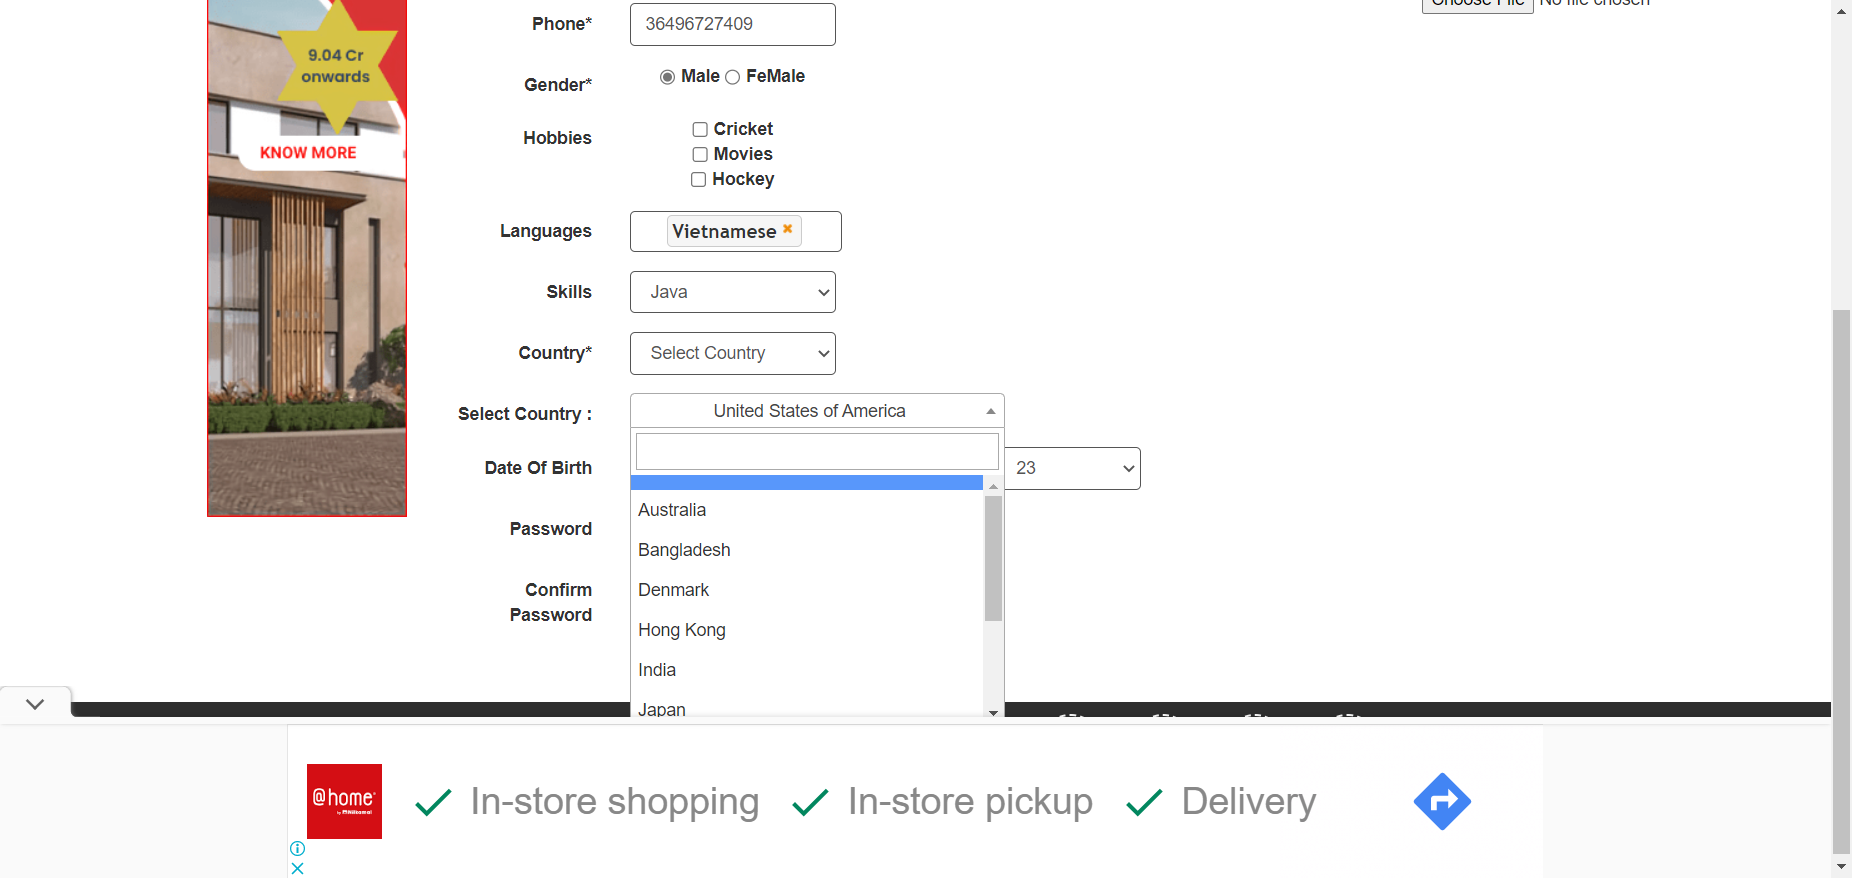 Choose File No file chosen
Phone* 36496727409
9.04 Cr
onwards
Gender* Male FeMale
KNOW MORE
Hobbies Cricket
Movies
Hockey
Languages Vietnamese
Skills Java
Country* Select Country
Select Country : United States of America
Date Of Birth 23
Australia
Password
Bangladesh
Denmark
Confirm
Password
Hong Kong
India
Japan
@home
In-store shopping In-store pickup Delivery